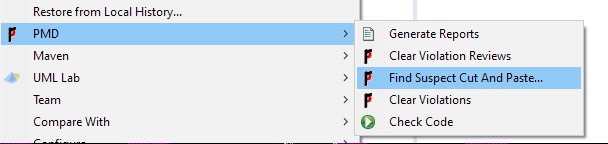 Restore from Local History...
PMD
Maven
UML Lab
Team
Compare With
Configure
Generate Reports
Clear Violation Reviews
Find Suspect Cut And Paste...
Clear Violations
Check Code